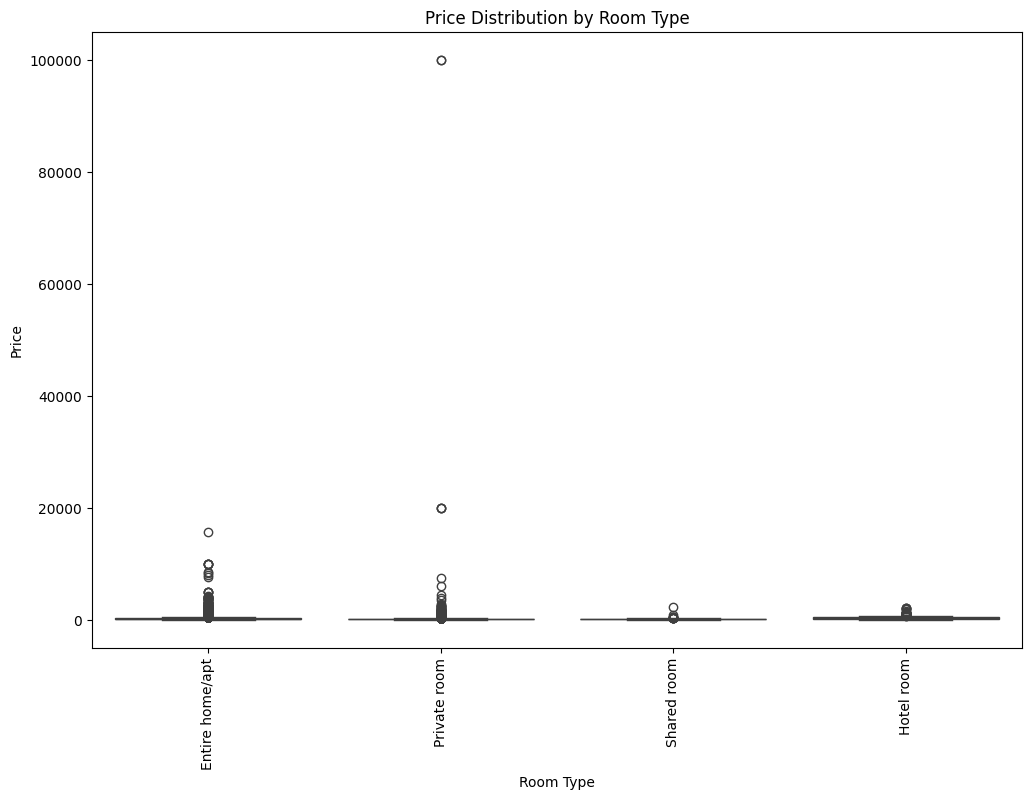 Price Distribution by Room Type
100000
80000
60000
40000
20000
0
Price
Entire home/apt
Private room
Shared room
Hotel room
Room Type